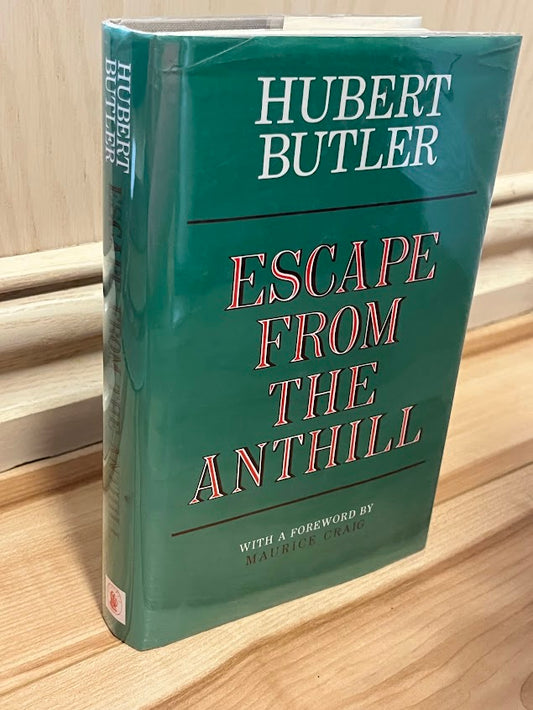 HUBERT
BUTLER
ESCAPE
FROM
THE
ANTHILL
WITH A FOREWORD BY
MAURICE CRAIG
HUBERT
BUTLER
ESCAPE FROM THE ANTHILL